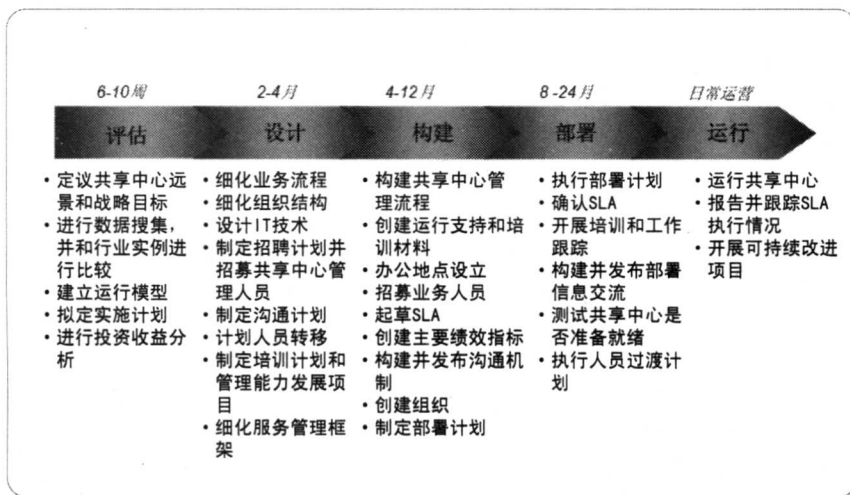 6-10周
2-4月
4-12月
8-24月
日常运营
评估
设计
构建
部署
运行
• 定议共享中心远
景和战略目标
• 进行数据搜集,
并和行业实例进
行比较
• 建立运行模型
• 拟定实施计划
• 进行投资收益分
析
• 细化业务流程
• 细化组织结构
• 设计IT技术
• 制定招聘计划并
招募共享中心管
理人员
• 制定沟通计划
• 计划人员转移
• 制定培训计划和
管理能力发展项
目
• 细化服务管理框
架
• 构建共享中心管
理流程
• 创建运行支持和培
训材料
• 办公地点设立
• 招募业务人员
• 起草SLA
• 创建主要绩效指标
• 构建并发布沟通机
制
• 创建组织
• 制定部署计划
• 执行部署计划
• 确认SLA
• 开展培训和工作
跟踪
• 构建并发布部署
信息交流
• 测试共享中心是
否准备就绪
• 执行人员过渡计
划
• 运行共享中心
• 报告并跟踪SLA
执行情况
• 开展可持续改进
项目